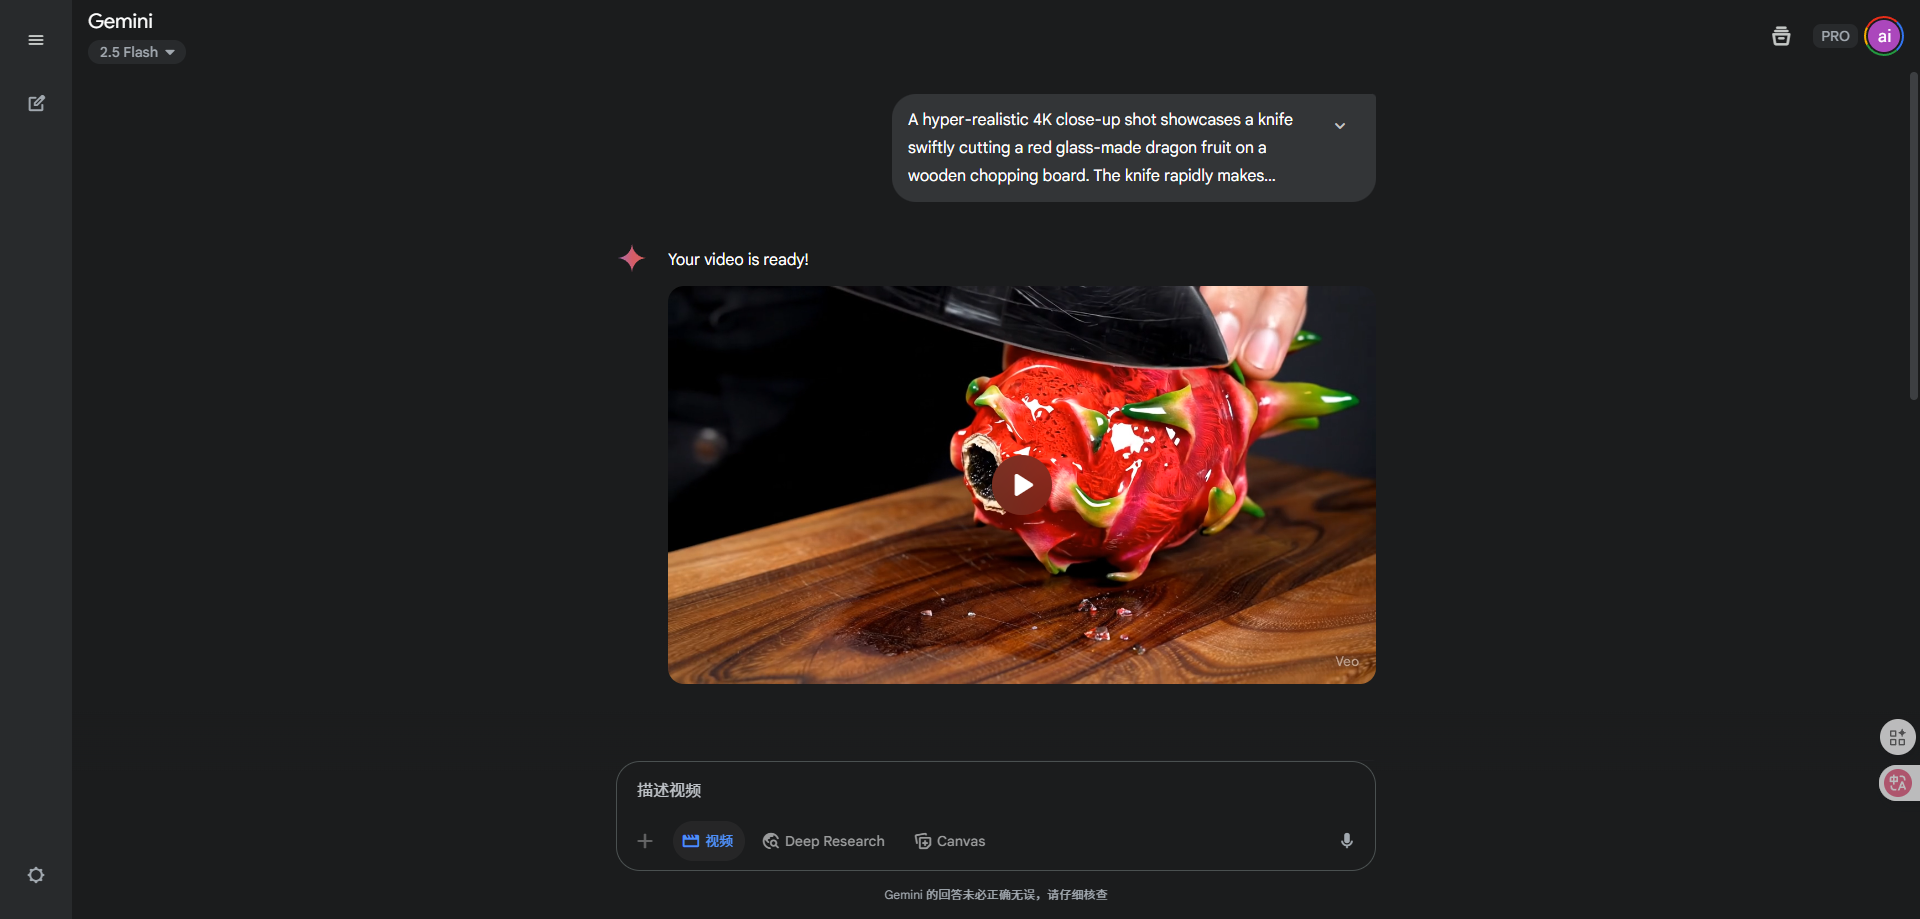 Gemini
2.5 Flash
PRO
ai
A hyper-realistic 4K close-up shot showcases a knife
swiftly cutting a red glass-made dragon fruit on a
wooden chopping board. The knife rapidly makes...
Your video is ready!
Veo
描述视频
视频
Deep Research
Canvas
Gemini 的回答未必正确无误，请仔细核查
中
A